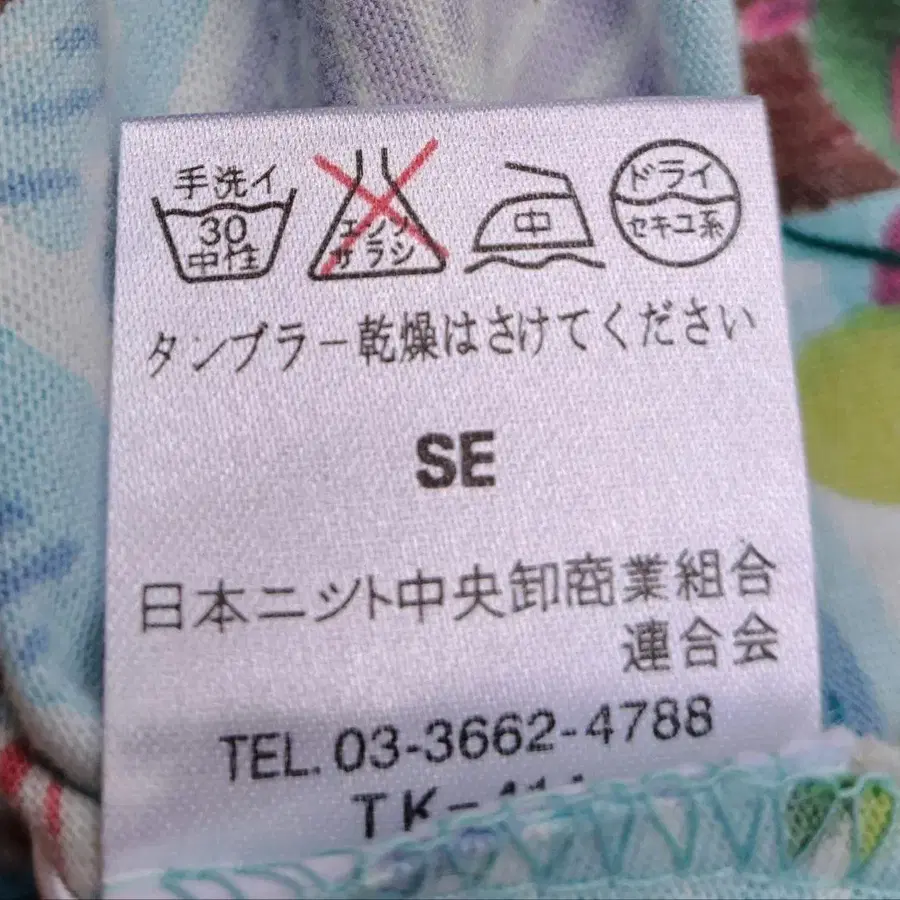 手洗イ
30
中性
エンソ
サラシ
中
ドライ
セキユ系
タンブラー乾燥はさけてください
SE
日本ニット中央卸商業組合
連合会
TEL. 03-3662-4788